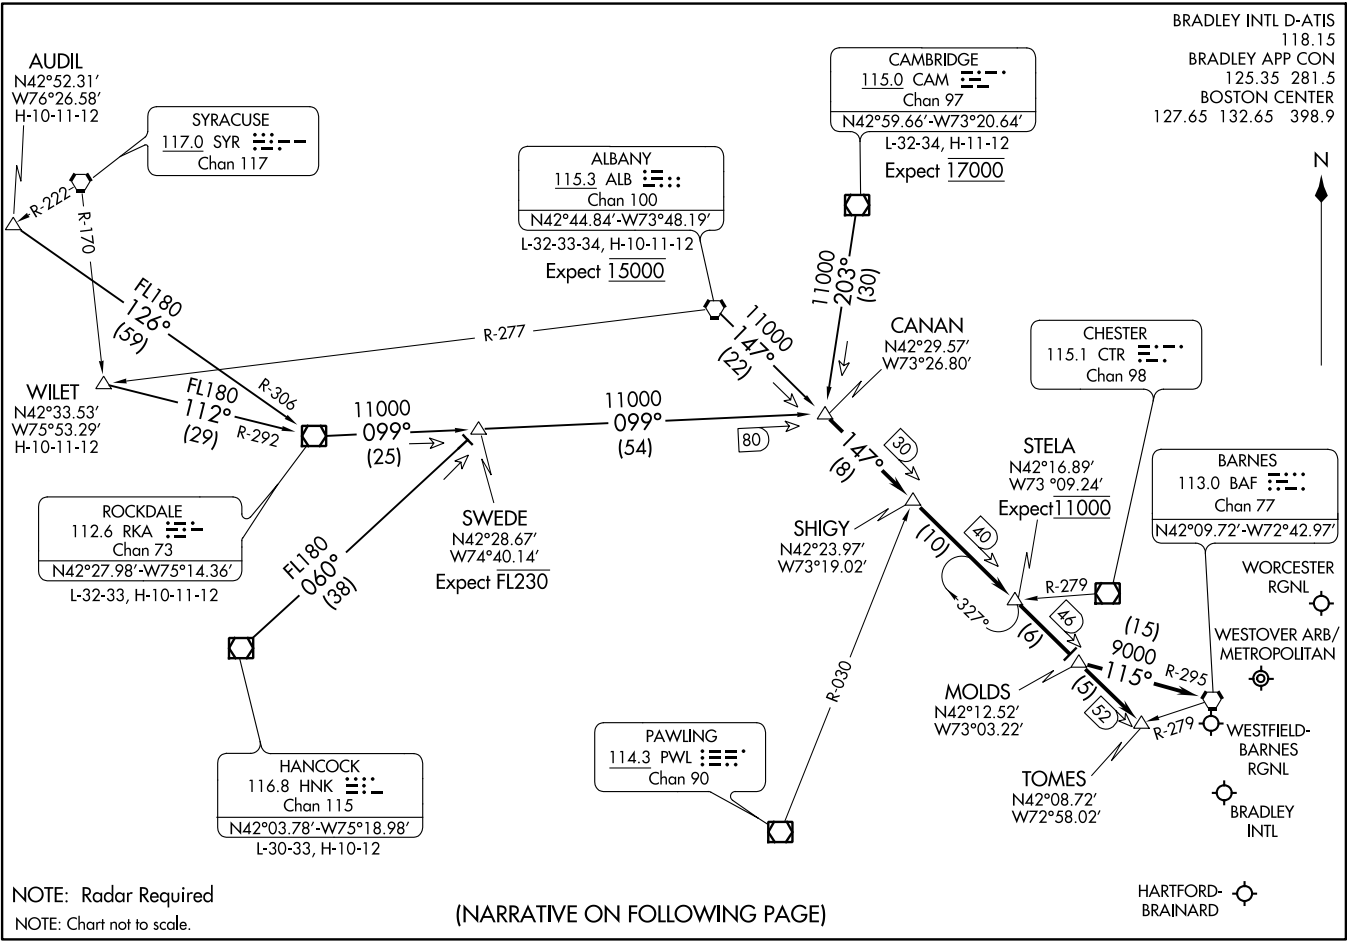 BRADLEY INTL D-ATIS
118.15
BRADLEY APP CON
125.35 281.5
BOSTON CENTER
127.65 132.65 398.9
N
AUDIL
N42°52.31′
W76°26.58′
H-10-11-12
SYRACUSE
117.0 SYR
Chan 117
R-222
R-170
CAMBRIDGE
115.0 CAM
Chan 97
N42°59.66′-W73°20.64′
L-32-34, H-11-12
Expect 17000
ALBANY
115.3 ALB
Chan 100
N42°44.84′-W73°48.19′
L-32-33-34, H-10-11-12
Expect 15000
11000
203°
(30)
FL180
126°
(59)
R-306
R-277
11000
147°
(22)
CANAN
N42°29.57′
W73°26.80′
CHESTER
115.1 CTR
Chan 98
WILET
N42°33.53′
W75°53.29′
H-10-11-12
FL180
112°
(29)
R-292
11000
099°
(25)
11000
099°
(54)
80
147°
(8)
30
STELA
N42°16.89′
W73 °09.24′
Expect 11000
BARNES
113.0 BAF
Chan 77
N42°09.72′-W72°42.97′
ROCKDALE
112.6 RKA
Chan 73
N42°27.98′-W75°14.36′
L-32-33, H-10-11-12
SWEDE
N42°28.67′
W74°40.14′
Expect FL230
FL180
060°
(38)
SHIGY
N42°23.97′
W73°19.02′
(10)
40
327°
R-279
(6)
46
(15)
9000
115°
R-295
WORCESTER
RGNL
WESTOVER ARB/
METROPOLITAN
R-030
MOLDS
N42°12.52′
W73°03.22′
(5)
52
R-279
WESTFIELD-
BARNES
RGNL
TOMES
N42°08.72′
W72°58.02′
BRADLEY
INTL
HANCOCK
116.8 HNK
Chan 115
N42°03.78′-W75°18.98′
L-30-33, H-10-12
PAWLING
114.3 PWL
Chan 90
HARTFORD-
BRAINARD
NOTE: Radar Required
NOTE: Chart not to scale.
(NARRATIVE ON FOLLOWING PAGE)